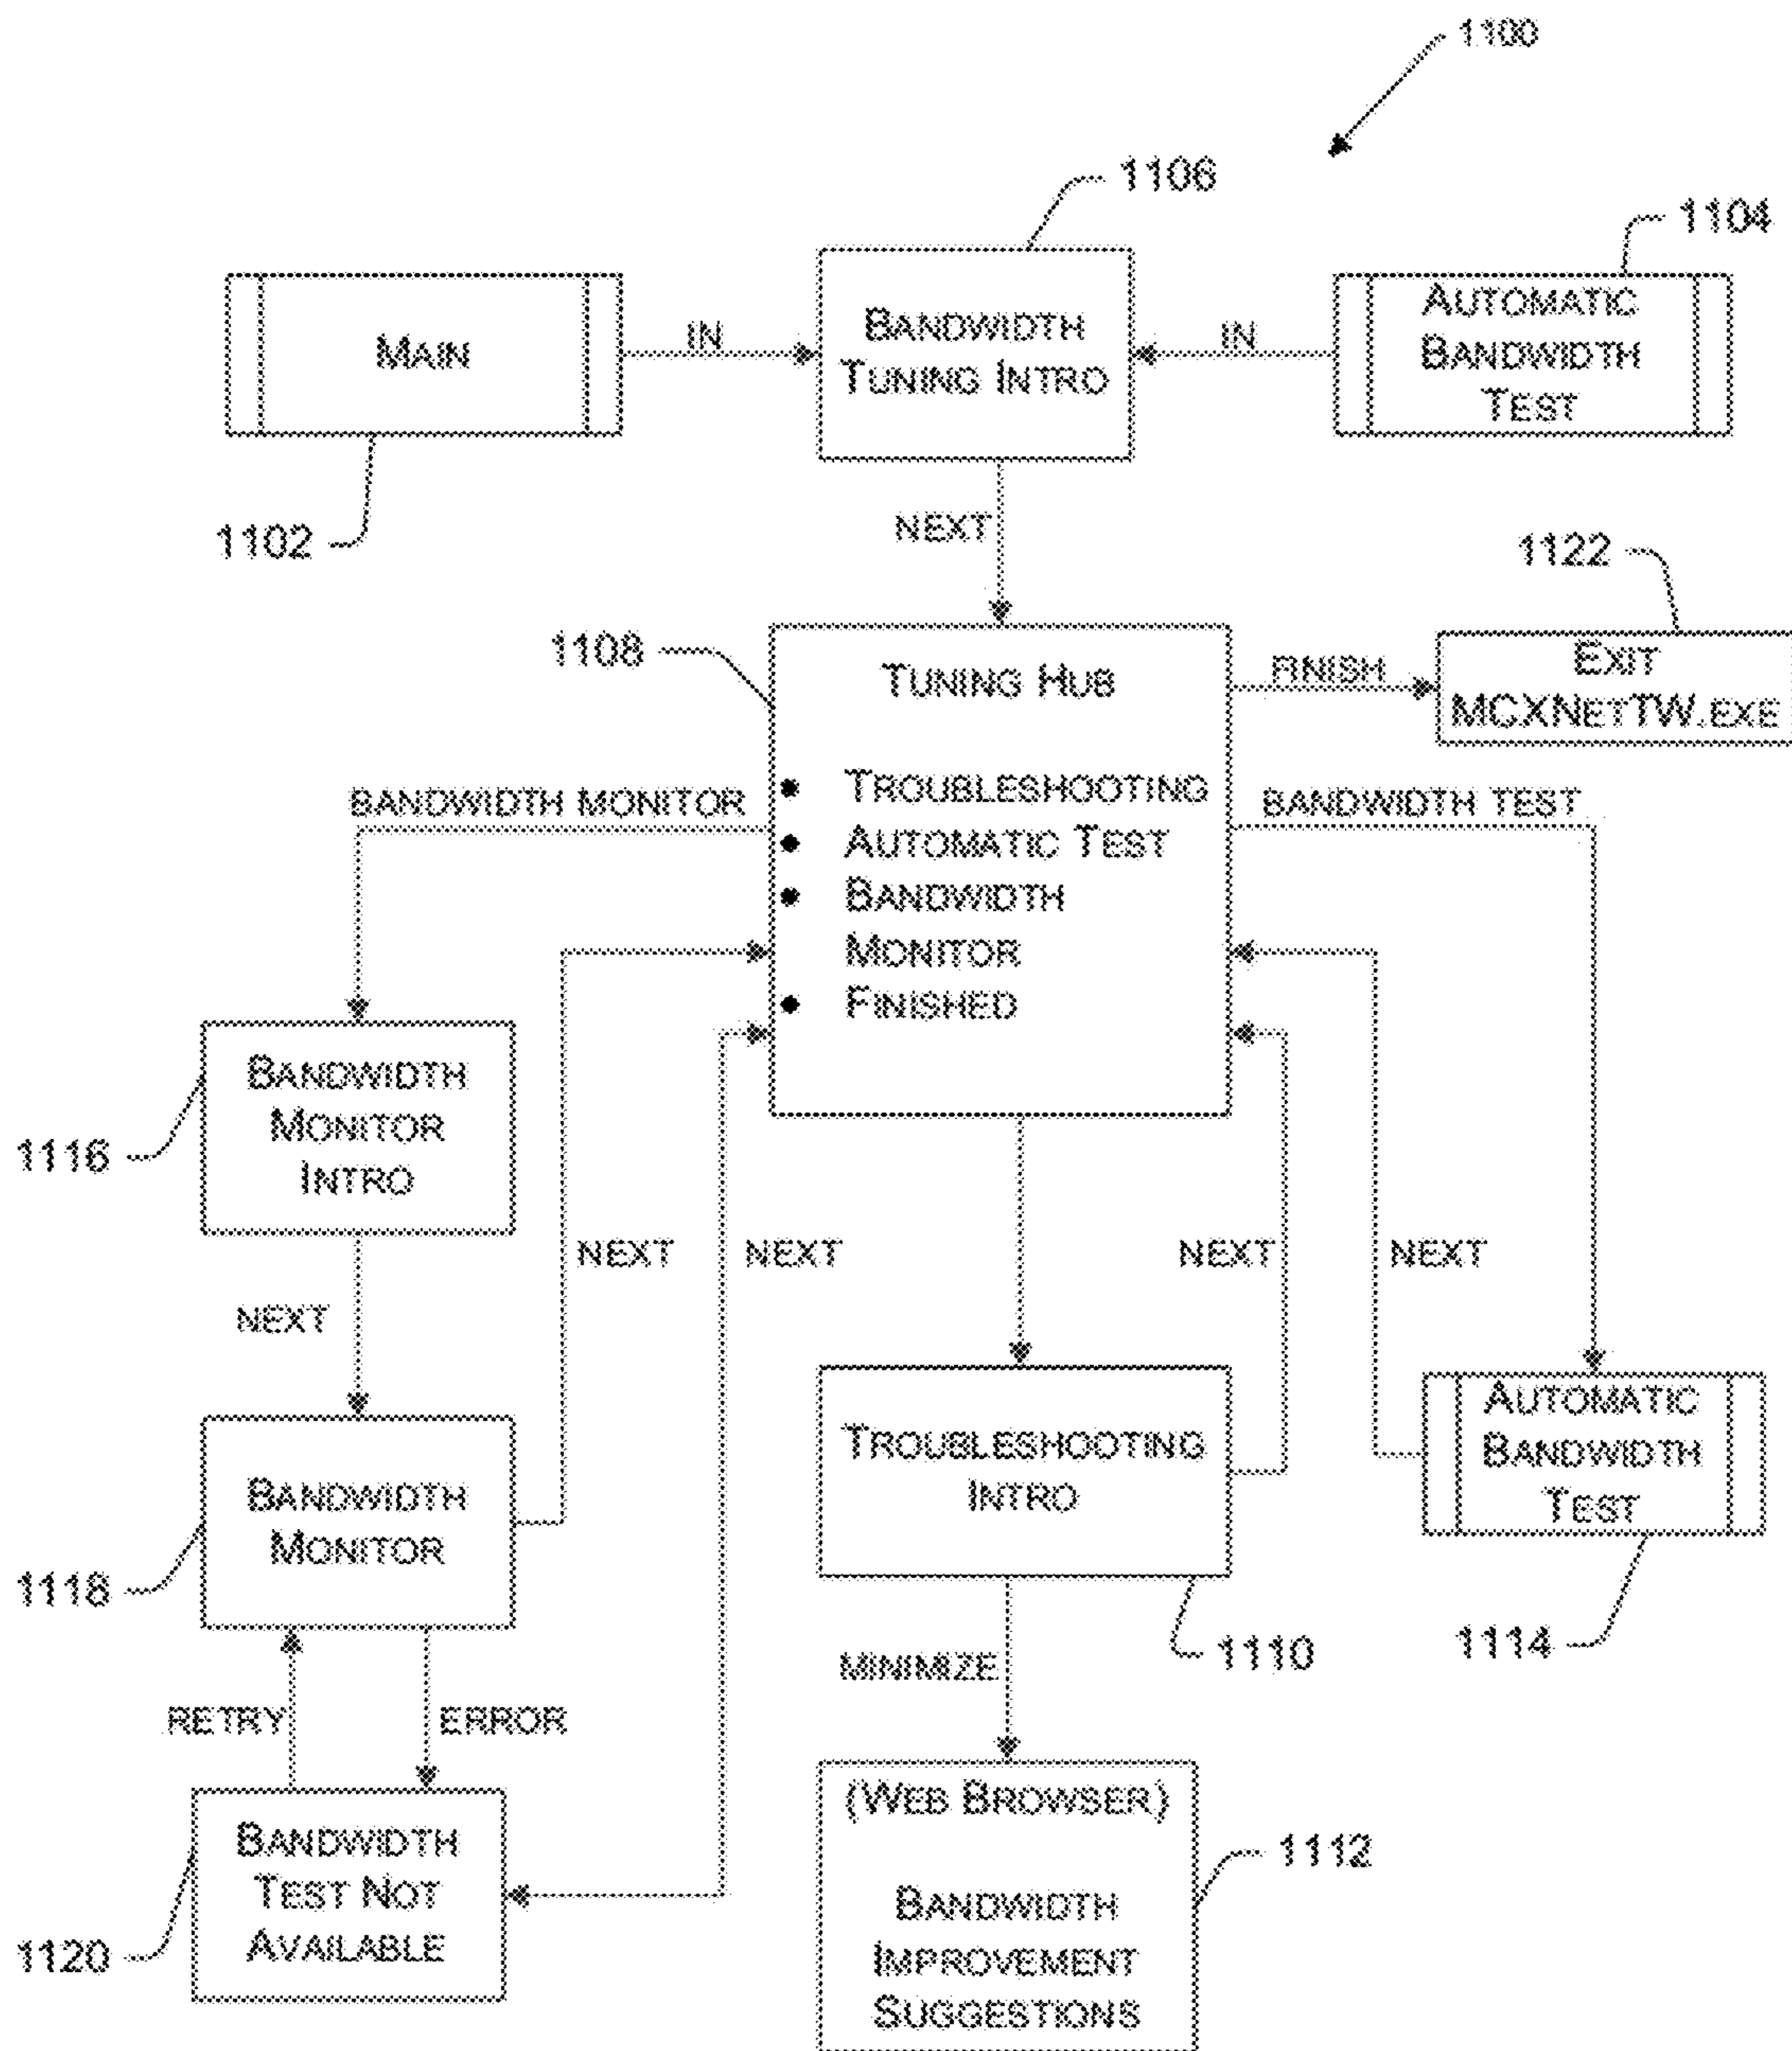 1100
1106
1104
MAIN
IN
BANDWIDTH
TUNING INTRO
IN
AUTOMATIC
BANDWIDTH
TEST
1102
NEXT
1122
1108
TUNING HUB
• TROUBLESHOOTING
• AUTOMATIC TEST
• BANDWIDTH
MONITOR
• FINISHED
FINISH
EXIT
MCXNETTW.EXE
BANDWIDTH MONITOR
BANDWIDTH TEST
1116
BANDWIDTH
MONITOR
INTRO
NEXT
NEXT
NEXT
NEXT
NEXT
1118
BANDWIDTH
MONITOR
TROUBLESHOOTING
INTRO
AUTOMATIC
BANDWIDTH
TEST
1110
1114
RETRY
ERROR
MINIMIZE
1120
BANDWIDTH
TEST NOT
AVAILABLE
(WEB BROWSER)
BANDWIDTH
IMPROVEMENT
SUGGESTIONS
1112